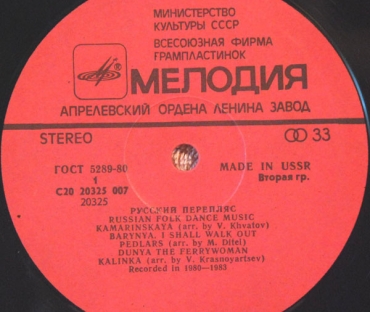 МИНИСТЕРСТВО
КУЛЬТУРЫ СССР
ВСЕСОЮЗНАЯ ФИРМА
ГРАМПЛАСТИНОК
МЕЛОДИЯ
АПРЕЛЕВСКИЙ ОРДЕНА ЛЕНИНА ЗАВОД
STEREO 33
ГОСТ 5289-80
1
С20 20325 007
20325
MADE IN USSR
Вторая гр.
РУССКИЙ ПЕРЕПЛЯС
RUSSIAN FOLK DANCE MUSIC
KAMARINSKAYA (arr. by V. Khvatov)
BARYNYA. I SHALL WALK OUT
PEDLARS (arr. by M. Ditel)
DUNYA THE FERRYWOMAN
KALINKA (arr. by V. Krasnoyartsev)
Recorded in 1980—1983